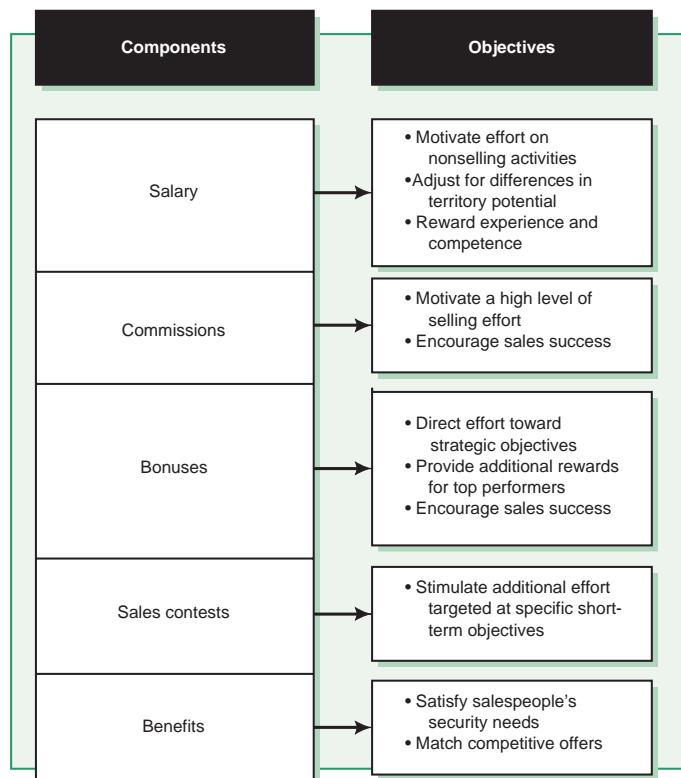 Components
Objectives
Salary
• Motivate effort on
nonselling activities
•Adjust for differences in
territory potential
• Reward experience and
competence
Commissions
• Motivate a high level of
selling effort
• Encourage sales success
Bonuses
• Direct effort toward
strategic objectives
• Provide additional rewards
for top performers
• Encourage sales success
Sales contests
• Stimulate additional effort
targeted at specific short-
term objectives
Benefits
• Satisfy salespeople's
security needs
• Match competitive offers